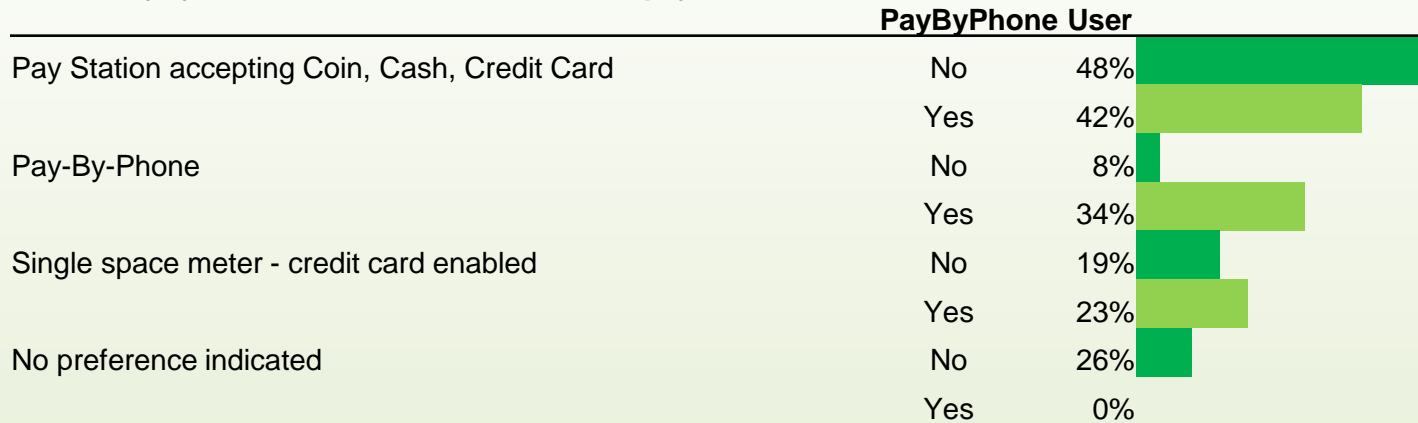 PayByPhone User
Pay Station accepting Coin, Cash, Credit Card No 48%
Yes 42%
Pay-By-Phone No 8%
Yes 34%
Single space meter - credit card enabled No 19%
Yes 23%
No preference indicated No 26%
Yes 0%